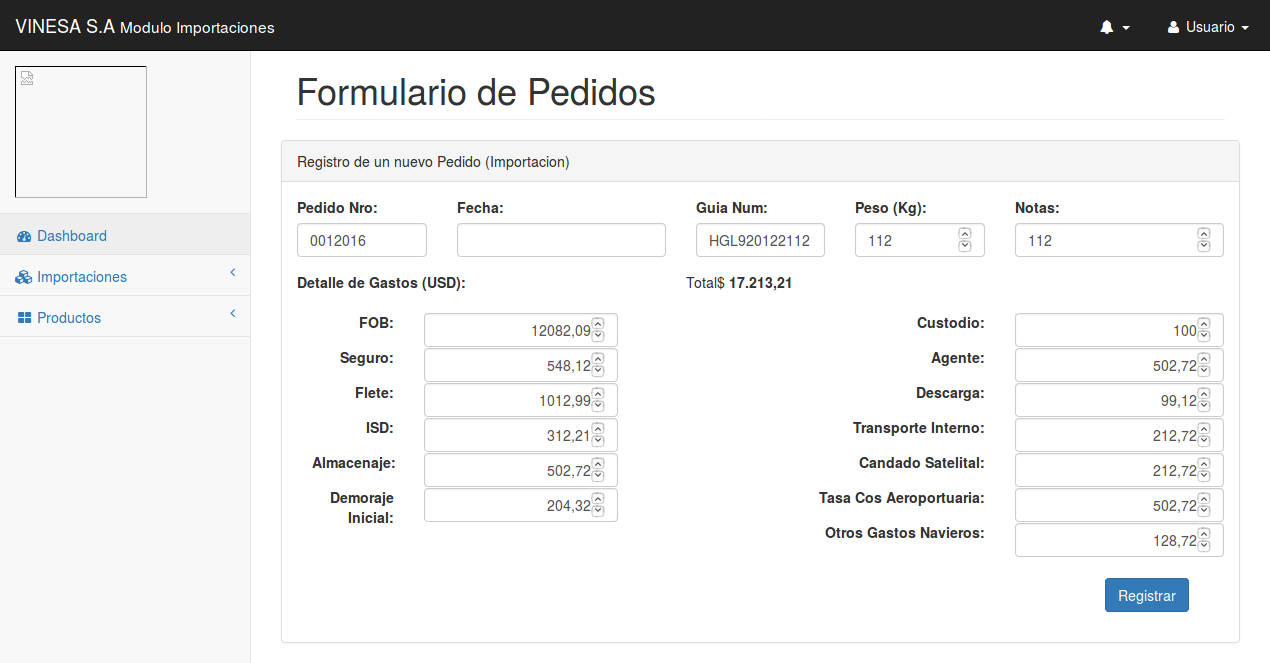 VINESA S.A Modulo Importaciones
Usuario
Dashboard
Importaciones
Productos
Formulario de Pedidos
Registro de un nuevo Pedido (Importacion)
Pedido Nro: Fecha: Guia Num: Peso (Kg): Notas:
0012016 HGL920122112 112 112
Detalle de Gastos (USD): Total$ 17.213,21
FOB: 12082,09 Custodio: 100
Seguro: 548,12 Agente: 502,72
Flete: 1012,99 Descarga: 99,12
ISD: 312,21 Transporte Interno: 212,72
Almacenaje: 502,72 Candado Satelital: 212,72
Demoraje 204,32 Tasa Cos Aeroportuaria: 502,72
Inicial: Otros Gastos Navieros: 128,72
Registrar